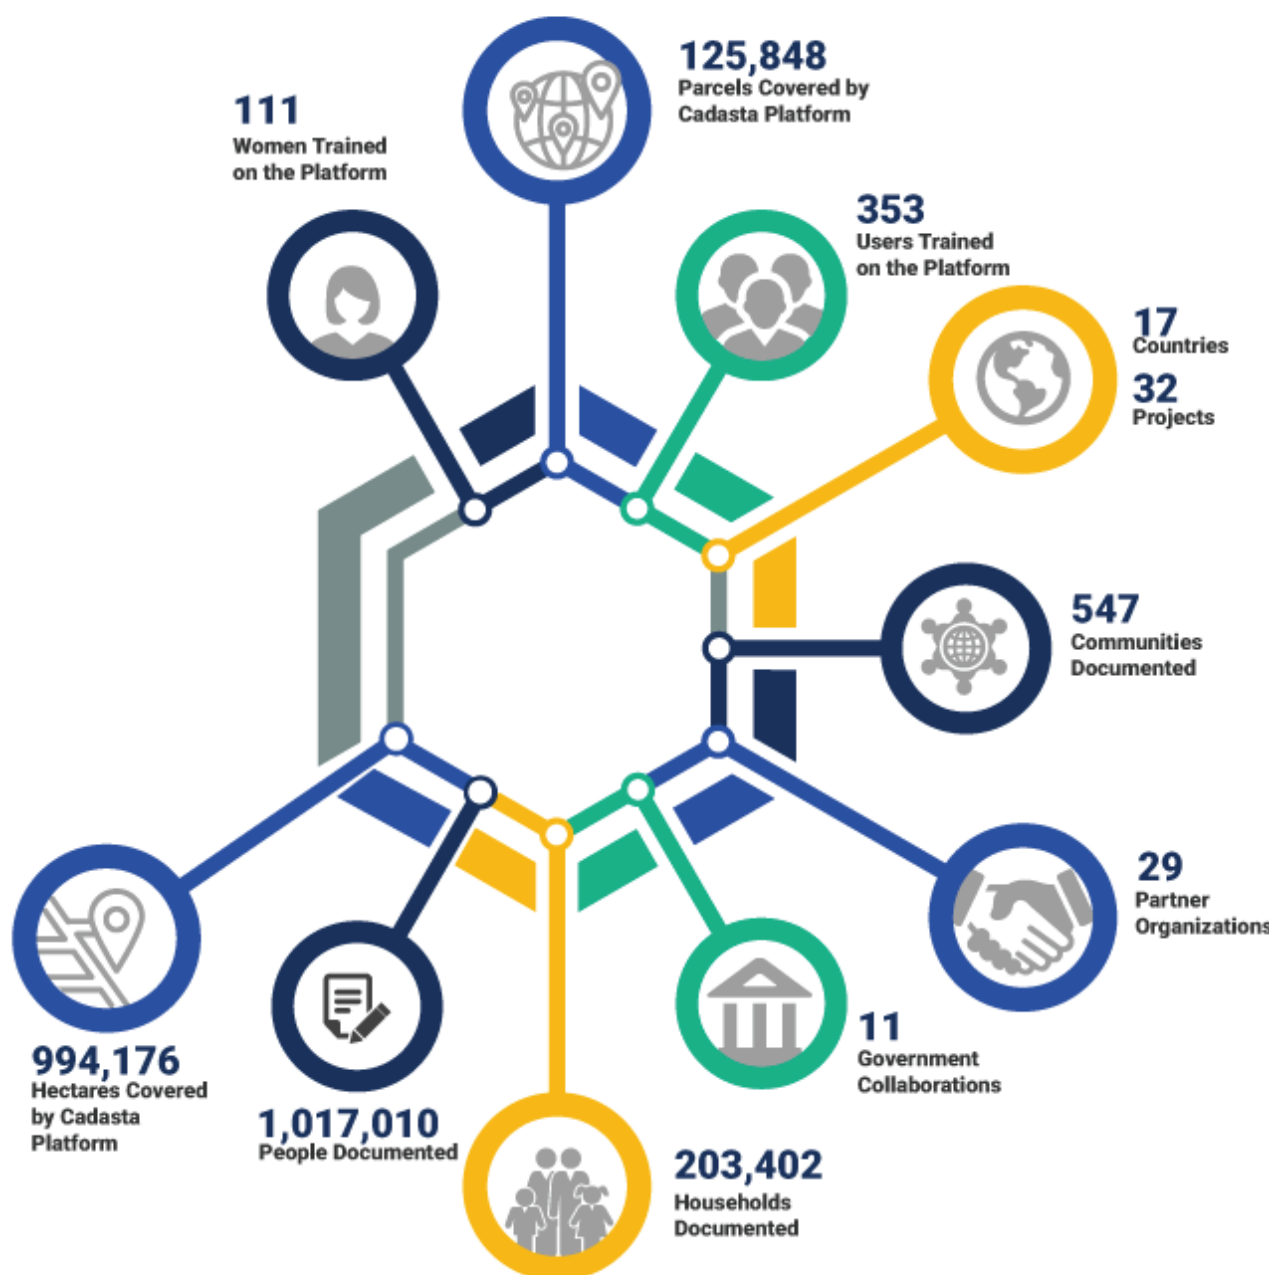 125,848
Parcels Covered by
Cadasta Platform
111
Women Trained
on the Platform
353
Users Trained
on the Platform
17
Countries
32
Projects
547
Communities
Documented
29
Partner
Organizations
11
Government
Collaborations
203,402
Households
Documented
1,017,010
People Documented
994,176
Hectares Covered
by Cadasta
Platform